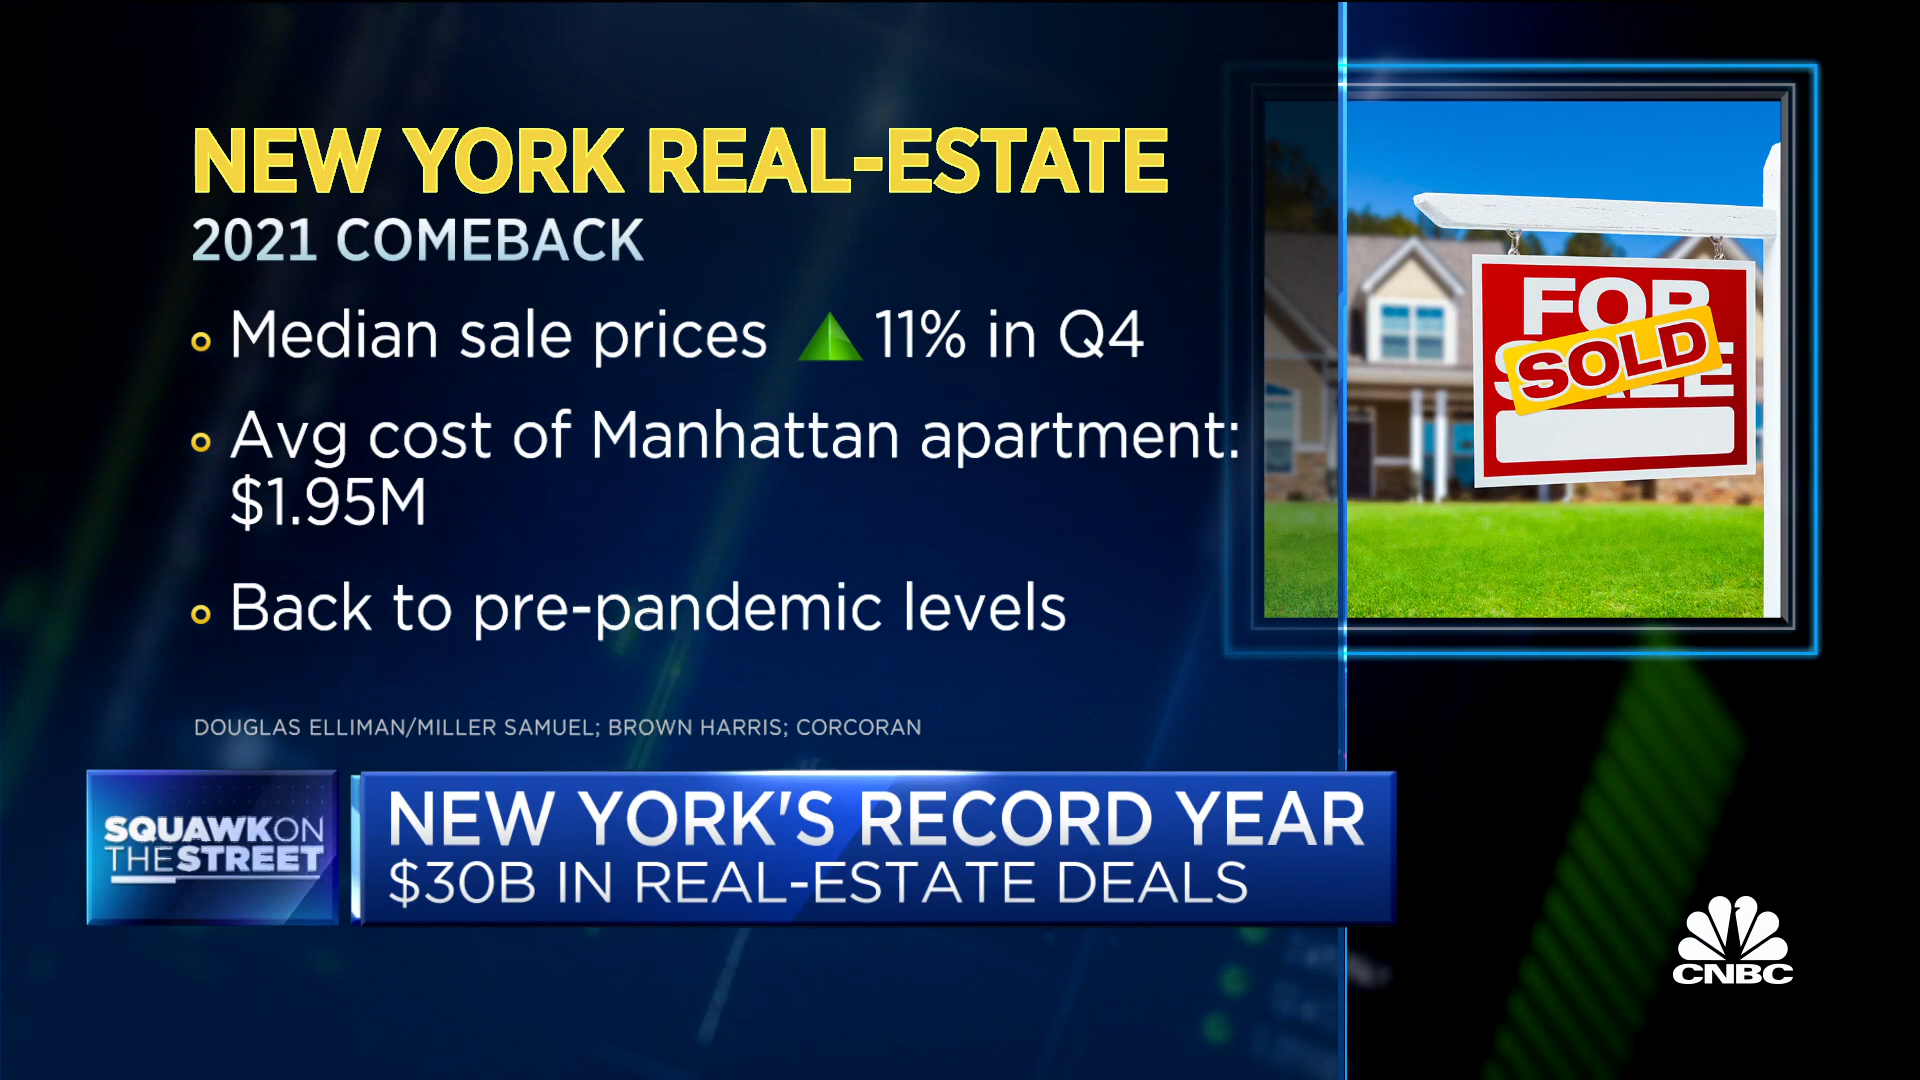 NEW YORK REAL-ESTATE
2021 COMEBACK
Median sale prices 11% in Q4
Avg cost of Manhattan apartment:
$1.95M
Back to pre-pandemic levels
DOUGLAS ELLIMAN/MILLER SAMUEL; BROWN HARRIS; CORCORAN
FOR
SALE
SOLD
SQUAWK ON
THE STREET
NEW YORK'S RECORD YEAR
$30B IN REAL-ESTATE DEALS
CNBC